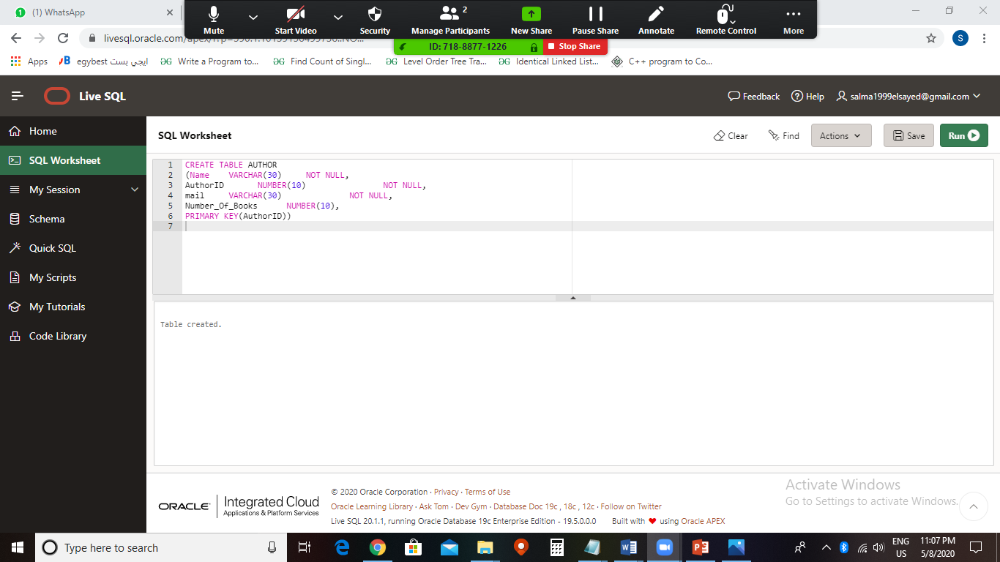 (1) WhatsApp
Mute
Start Video
Security
2
Manage Participants
New Share
Pause Share
Annotate
Remote Control
More
livesql.oracle.com
ID: 718-8877-1226
Stop Share
S
Apps
egybest ايجي بست
Write a Program to...
Find Count of Singl...
Level Order Tree Tra...
Identical Linked List...
C++ program to Co...
Live SQL
Feedback
Help
salma1999elsayed@gmail.com
Home
SQL Worksheet
My Session
Schema
Quick SQL
My Scripts
My Tutorials
Code Library
SQL Worksheet
Clear
Find
Actions
Save
Run
1 CREATE TABLE AUTHOR
2 (Name VARCHAR(30) NOT NULL,
3 AuthorID NUMBER(10) NOT NULL,
4 mail VARCHAR(30) NOT NULL,
5 Number_Of_Books NUMBER(10),
6 PRIMARY KEY(AuthorID))
7
Table created.
ORACLE
Integrated Cloud
Applications & Platform Services
© 2020 Oracle Corporation · Privacy · Terms of Use
Oracle Learning Library · Ask Tom · Dev Gym · Database Doc 19c, 18c, 12c · Follow on Twitter
Live SQL 20.1.1, running Oracle Database 19c Enterprise Edition - 19.5.0.0.0 Built with ❤ using Oracle APEX
Activate Windows
Go to Settings to activate Windows.
Type here to search
ENG
US
11:07 PM
5/8/2020